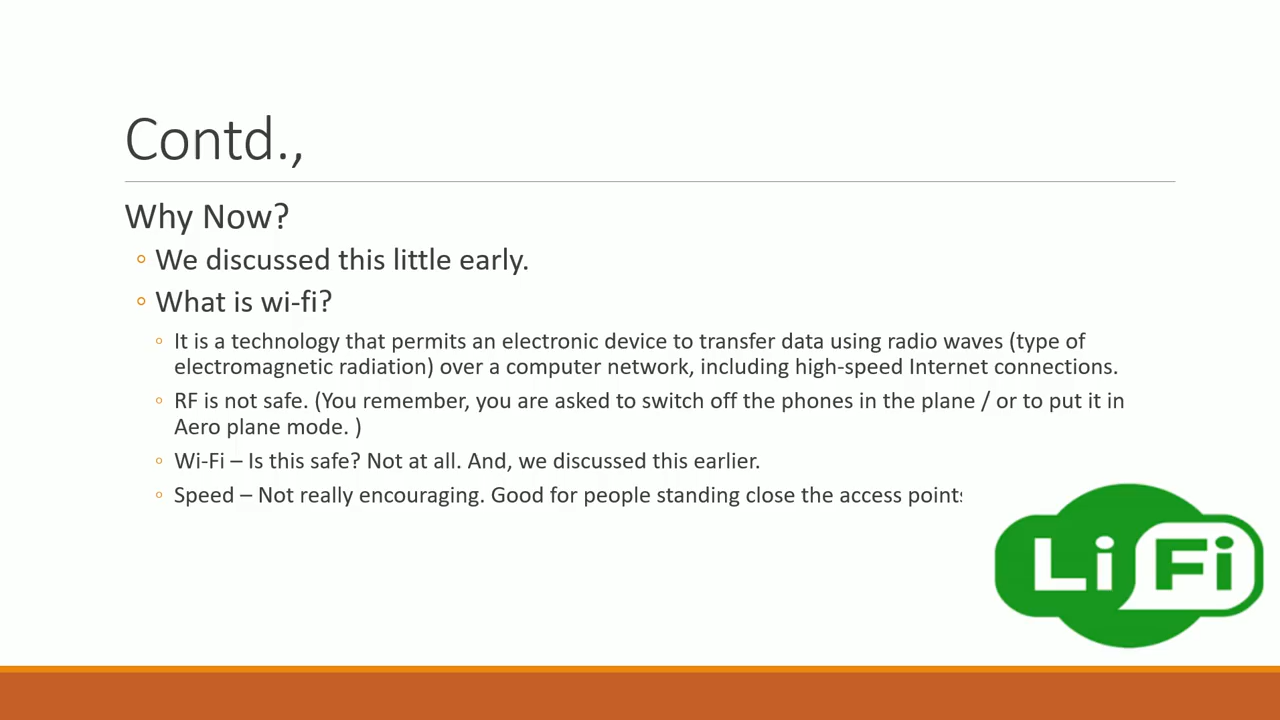 Contd.,
Why Now?
We discussed this little early.
What is wi-fi?
It is a technology that permits an electronic device to transfer data using radio waves (type of
electromagnetic radiation) over a computer network, including high-speed Internet connections.
RF is not safe. (You remember, you are asked to switch off the phones in the plane / or to put it in
Aero plane mode. )
Wi-Fi – Is this safe? Not at all. And, we discussed this earlier.
Speed – Not really encouraging. Good for people standing close the access points
LiFi